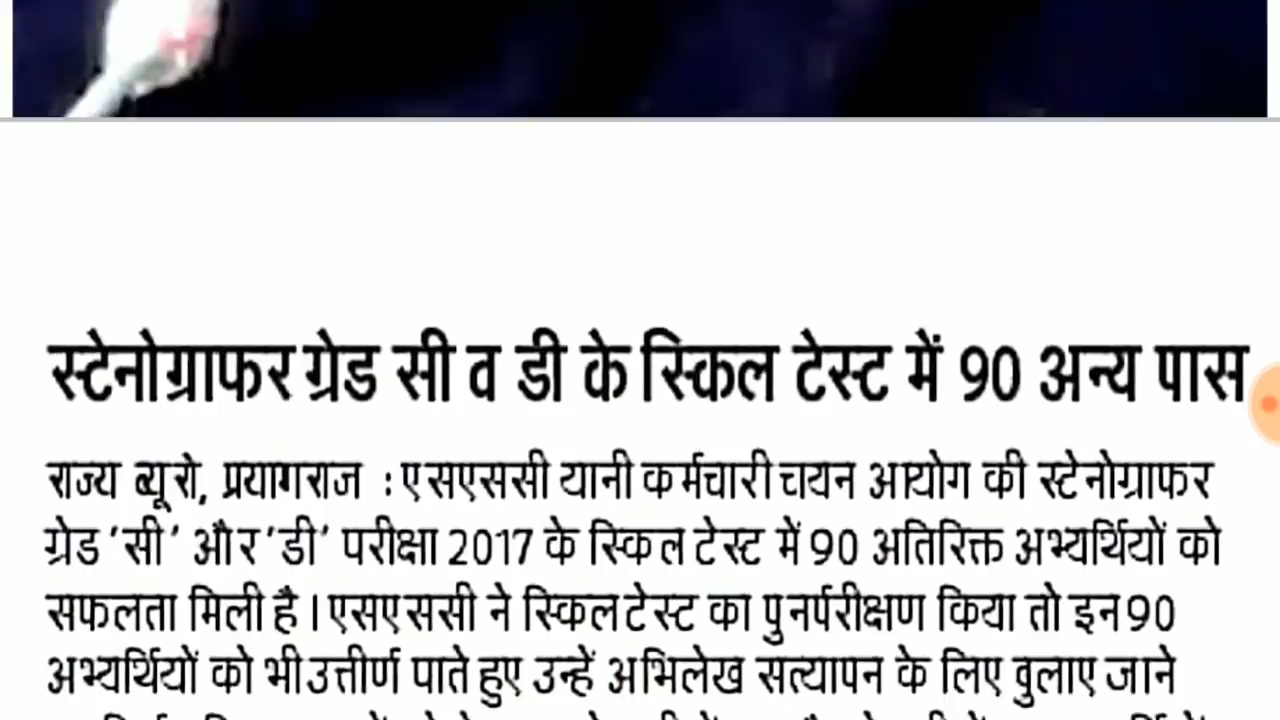 स्टेनोग्राफर ग्रेड सी व डी के स्किल टेस्ट में 90 अन्य पास
राज्य ब्यूरो, प्रयागराज : एसएससी यानी कर्मचारी चयन आयोग की स्टेनोग्राफर
ग्रेड 'सी' और 'डी' परीक्षा 2017 के स्किल टेस्ट में 90 अतिरिक्त अभ्यर्थियों को
सफलता मिली है। एसएससी ने स्किल टेस्ट का पुनर्परीक्षण किया तो इन 90
अभ्यर्थियों को भी उत्तीर्ण पाते हुए उन्हें अभिलेख सत्यापन के लिए बुलाए जाने